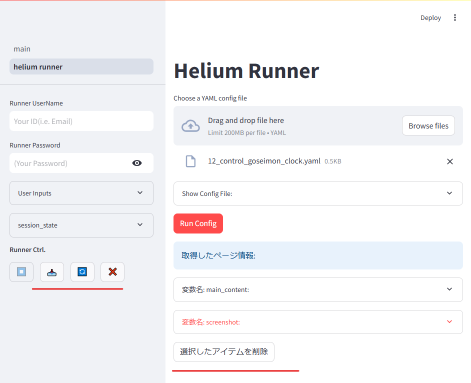 Deploy
main
helium runner
Runner UserName
Your ID(i.e. Email)
Runner Password
(Your Password)
User Inputs
session_state
Runner Ctrl.
Helium Runner
Choose a YAML config file
Drag and drop file here
Limit 200MB per file • YAML
Browse files
12_control_goseimon_clock.yaml 0.5KB
Show Config File:
Run Config
取得したページ情報:
変数名: main_content:
変数名: screenshot:
選択したアイテムを削除